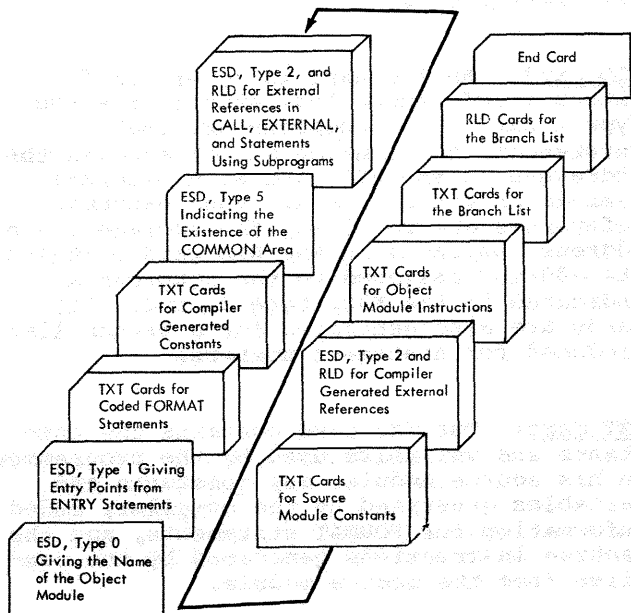 ESD, Type 2, and
RLD for External
References in
CALL, EXTERNAL,
and Statements
Using Subprograms
ESD, Type 5
Indicating the
Existence of the
COMMON Area
TXT Cards
for Compiler
Generated
Constants
TXT Cards for
Coded FORMAT
Statements
ESD, Type 1 Giving
Entry Points from
ENTRY Statements
ESD, Type 0
Giving the Name
of the Object
Module
End Card
RLD Cards for
the Branch List
TXT Cards for
the Branch List
TXT Cards
for Object
Module Instructions
ESD, Type 2 and
RLD for Compiler
Generated External
References
TXT Cards
for Source
Module Constants